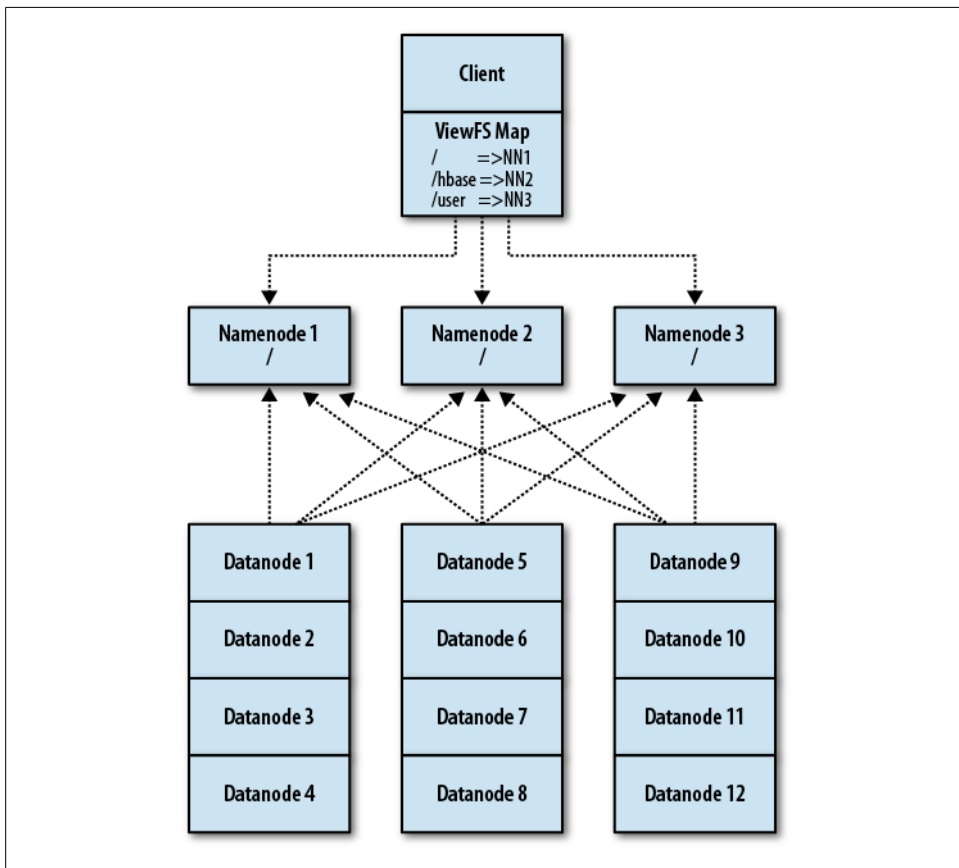 Client
ViewFS Map
/ =>NN1
/hbase =>NN2
/user =>NN3
Namenode 1
/
Namenode 2
/
Namenode 3
/
Datanode 1
Datanode 5
Datanode 9
Datanode 2
Datanode 6
Datanode 10
Datanode 3
Datanode 7
Datanode 11
Datanode 4
Datanode 8
Datanode 12